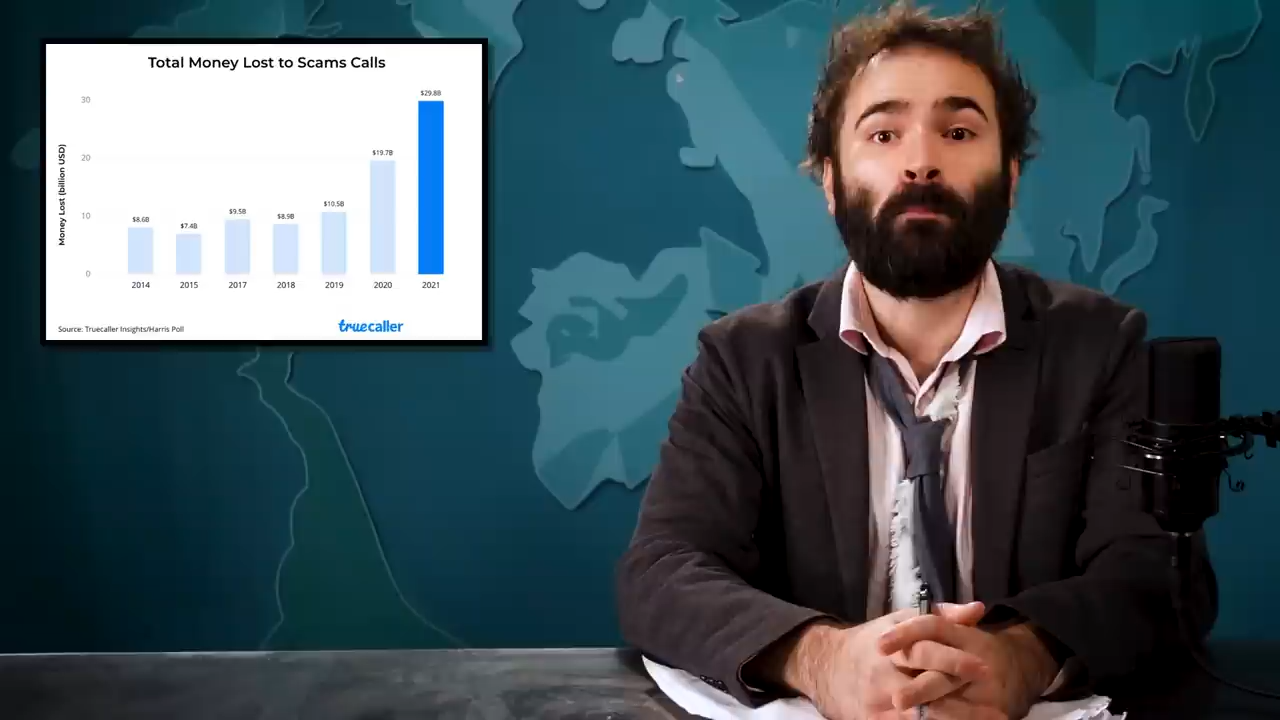 Total Money Lost to Scams Calls
Money Lost (billion USD)
30
20
10
0
$8.6B
$7.4B
$9.5B
$8.9B
$10.5B
$19.7B
$29.8B
2014
2015
2017
2018
2019
2020
2021
Source: Truecaller Insights/Harris Poll
truecaller